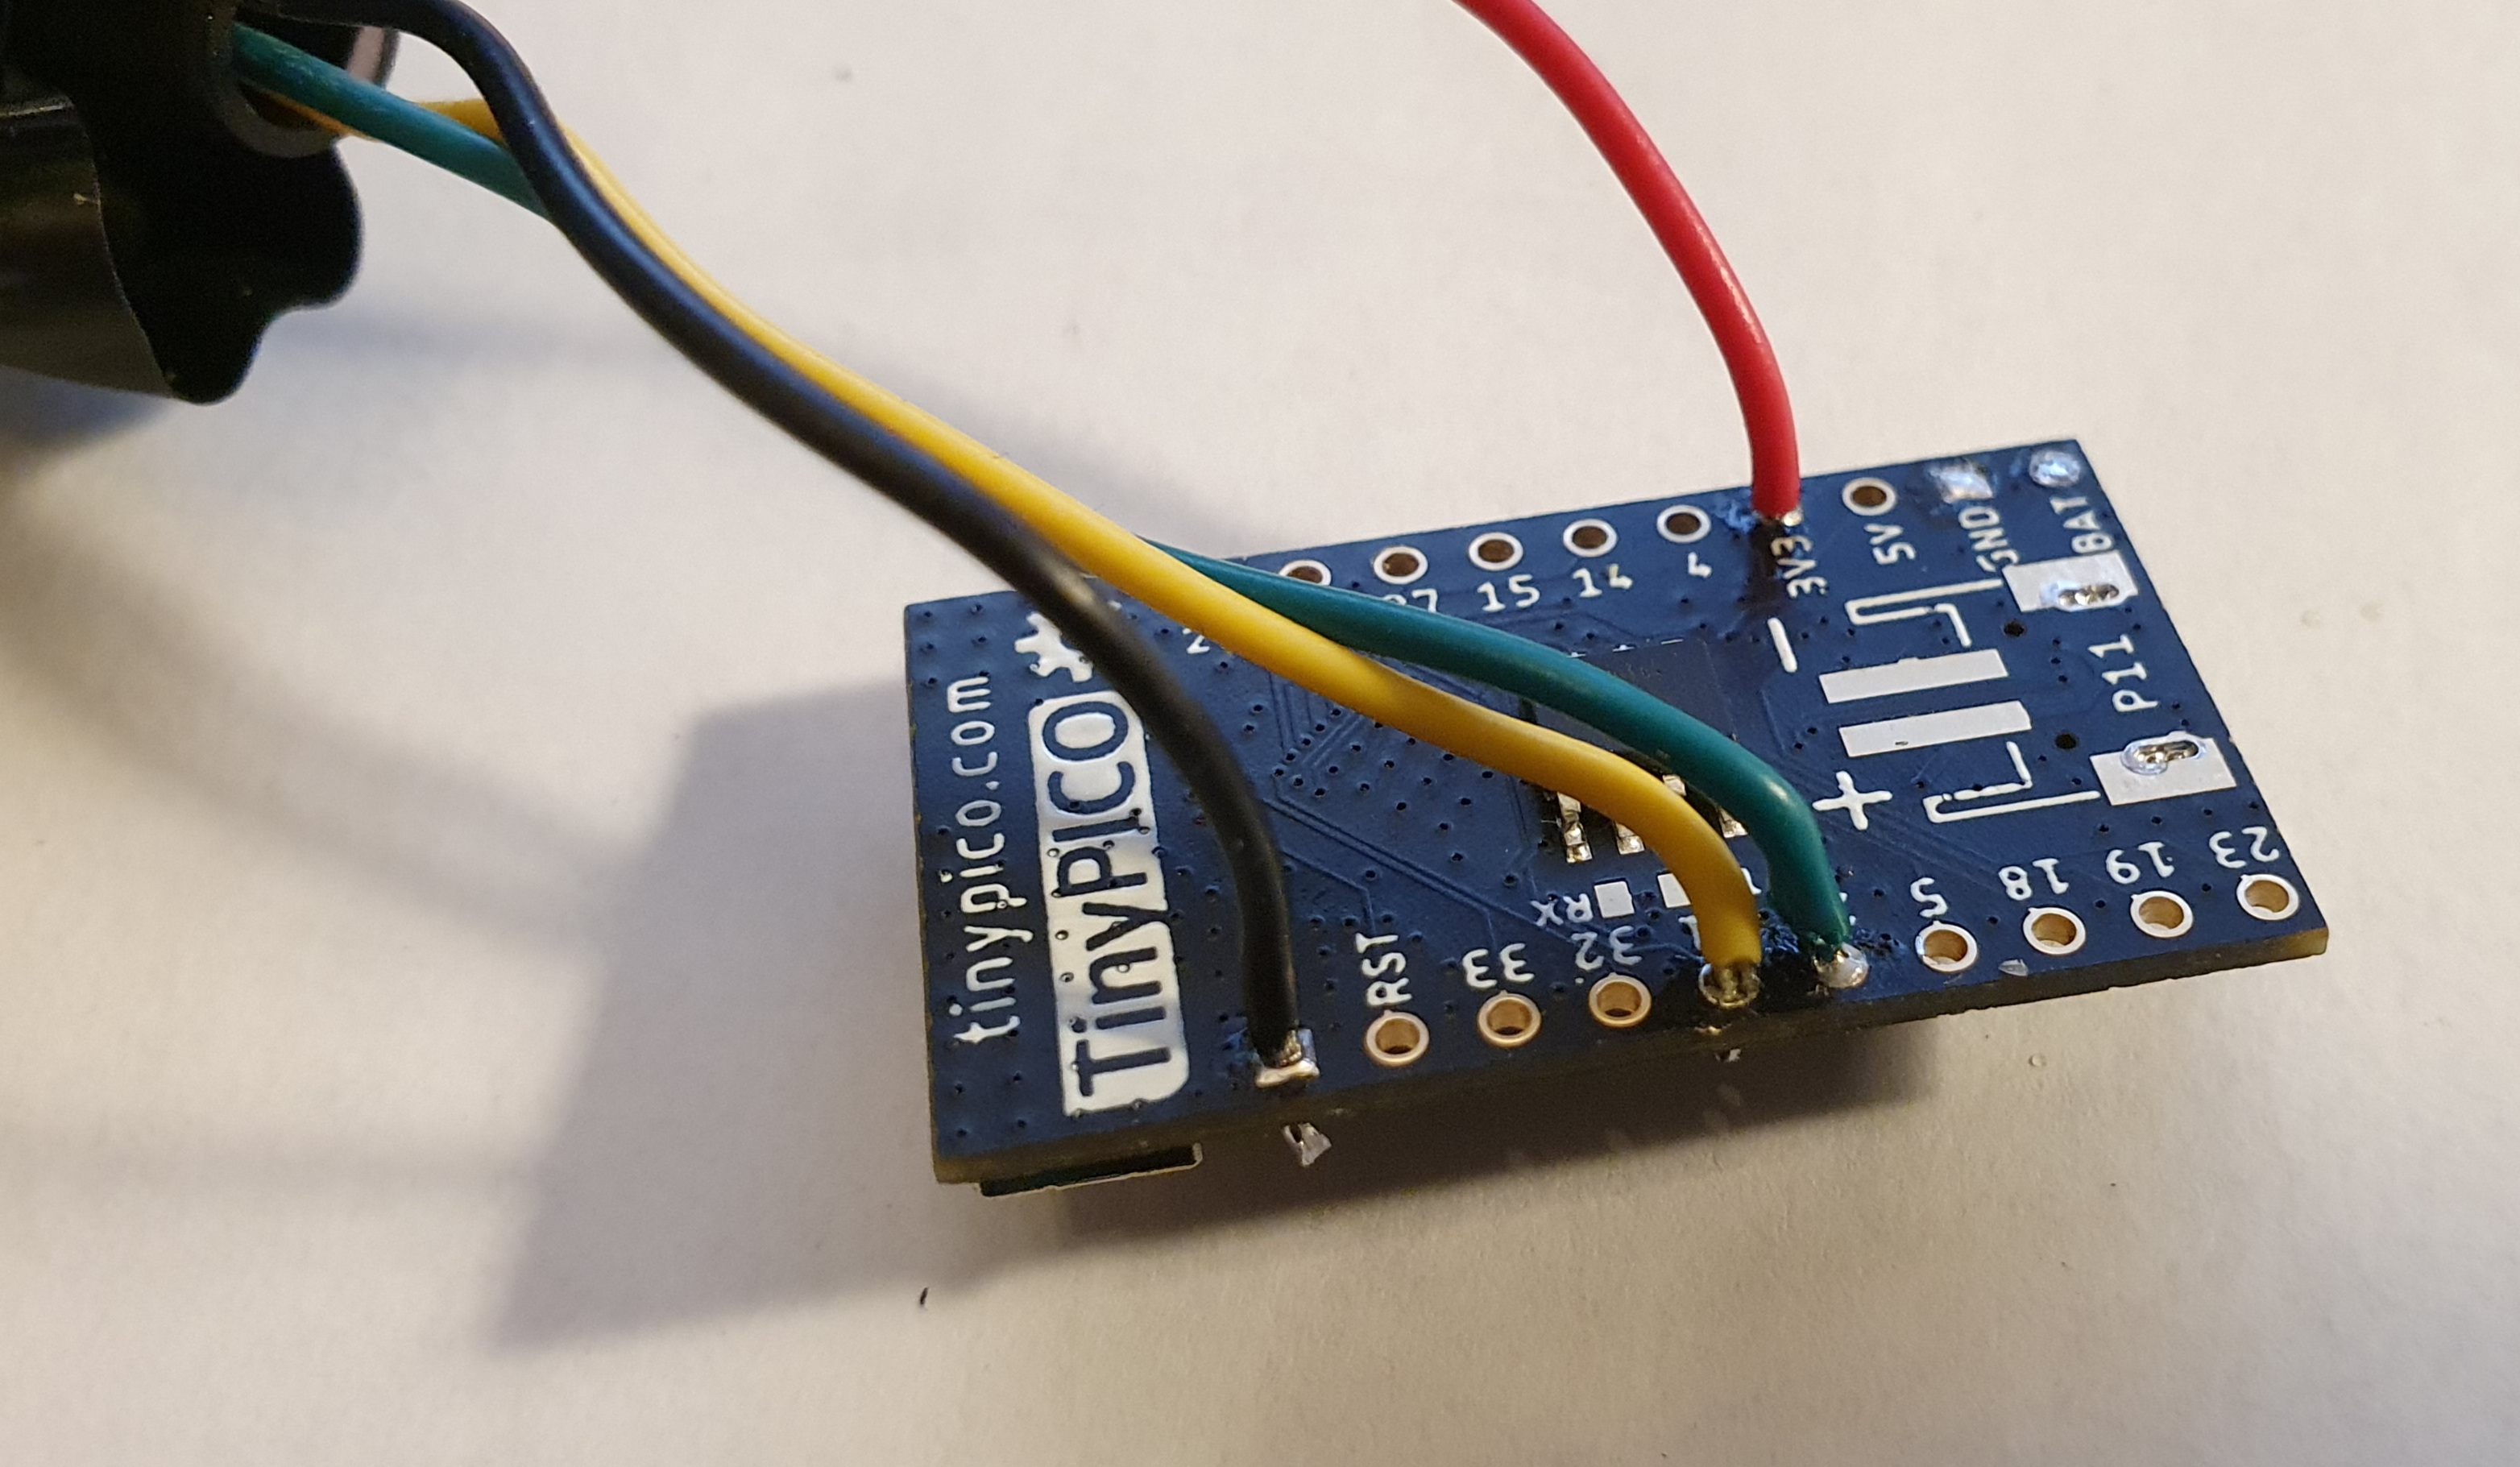 tinypico.com
TinyPICO
15
14
4
3V3
5V
GND
BAT
P11
RST
33
32
RX
5
18
19
23